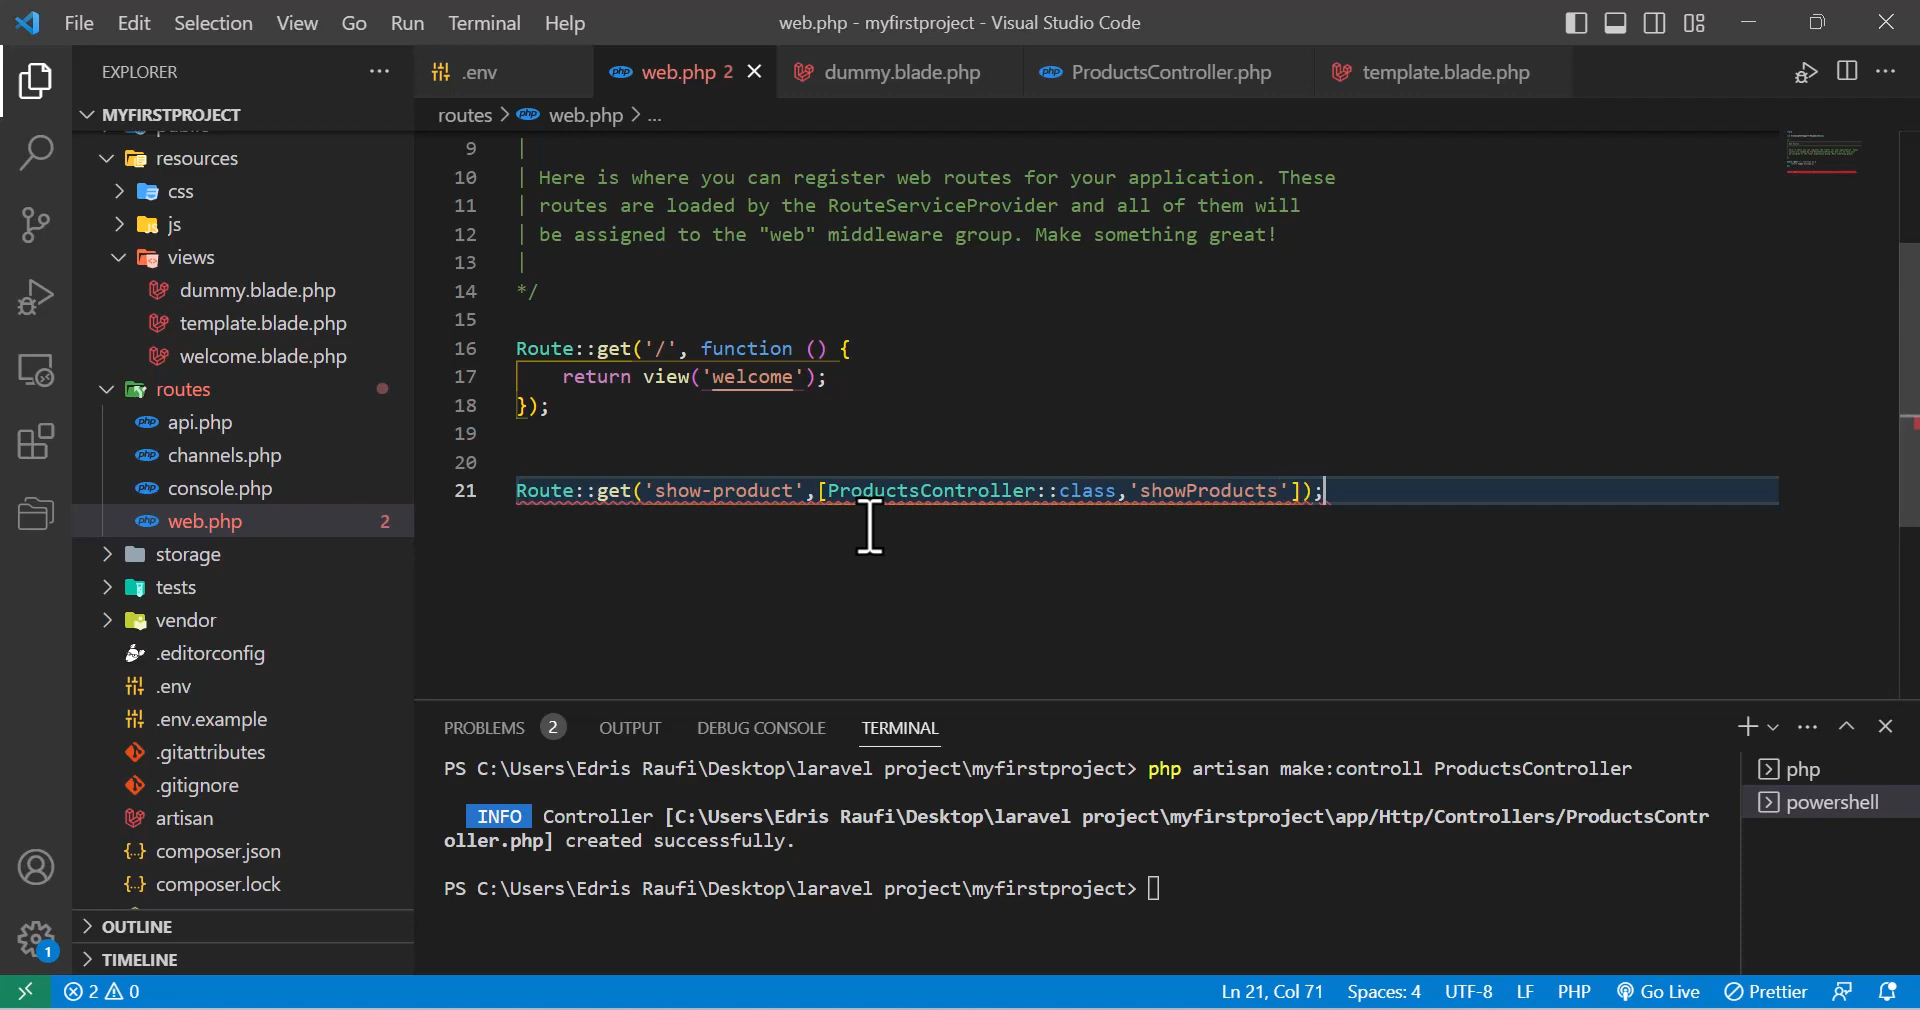 File Edit Selection View Go Run Terminal Help
web.php - myfirstproject - Visual Studio Code
EXPLORER
MYFIRSTPROJECT
public
resources
css
js
views
dummy.blade.php
template.blade.php
welcome.blade.php
routes
api.php
channels.php
console.php
web.php 2
storage
tests
vendor
.editorconfig
.env
.env.example
.gitattributes
.gitignore
artisan
composer.json
composer.lock
OUTLINE
TIMELINE
.env
web.php 2
dummy.blade.php
ProductsController.php
template.blade.php
routes > web.php > ...
9 |
10 | Here is where you can register web routes for your application. These
11 | routes are loaded by the RouteServiceProvider and all of them will
12 | be assigned to the "web" middleware group. Make something great!
13 |
14 */
15
16 Route::get('/', function () {
17 return view('welcome');
18 });
19
20
21 Route::get('show-product',[ProductsController::class,'showProducts']);
PROBLEMS 2 OUTPUT DEBUG CONSOLE TERMINAL
PS C:\Users\Edris Raufi\Desktop\laravel project\myfirstproject> php artisan make:controll ProductsController
INFO Controller [C:\Users\Edris Raufi\Desktop\laravel project\myfirstproject\app/Http/Controllers/ProductsContr
oller.php] created successfully.
PS C:\Users\Edris Raufi\Desktop\laravel project\myfirstproject>
php
powershell
1
2 0
Ln 21, Col 71 Spaces: 4 UTF-8 LF PHP Go Live Prettier